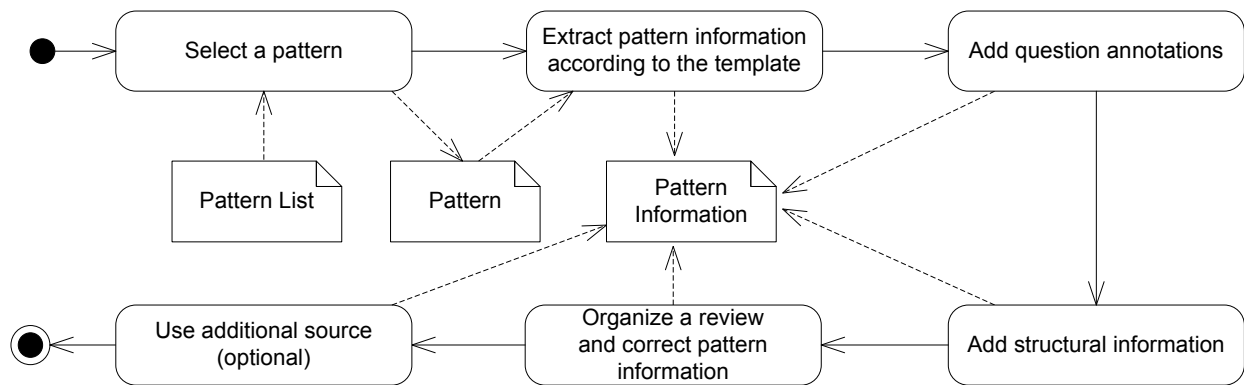 Select a pattern
Extract pattern information
according to the template
Add question annotations
Pattern List
Pattern
Pattern
Information
Use additional source
(optional)
Organize a review
and correct pattern
information
Add structural information